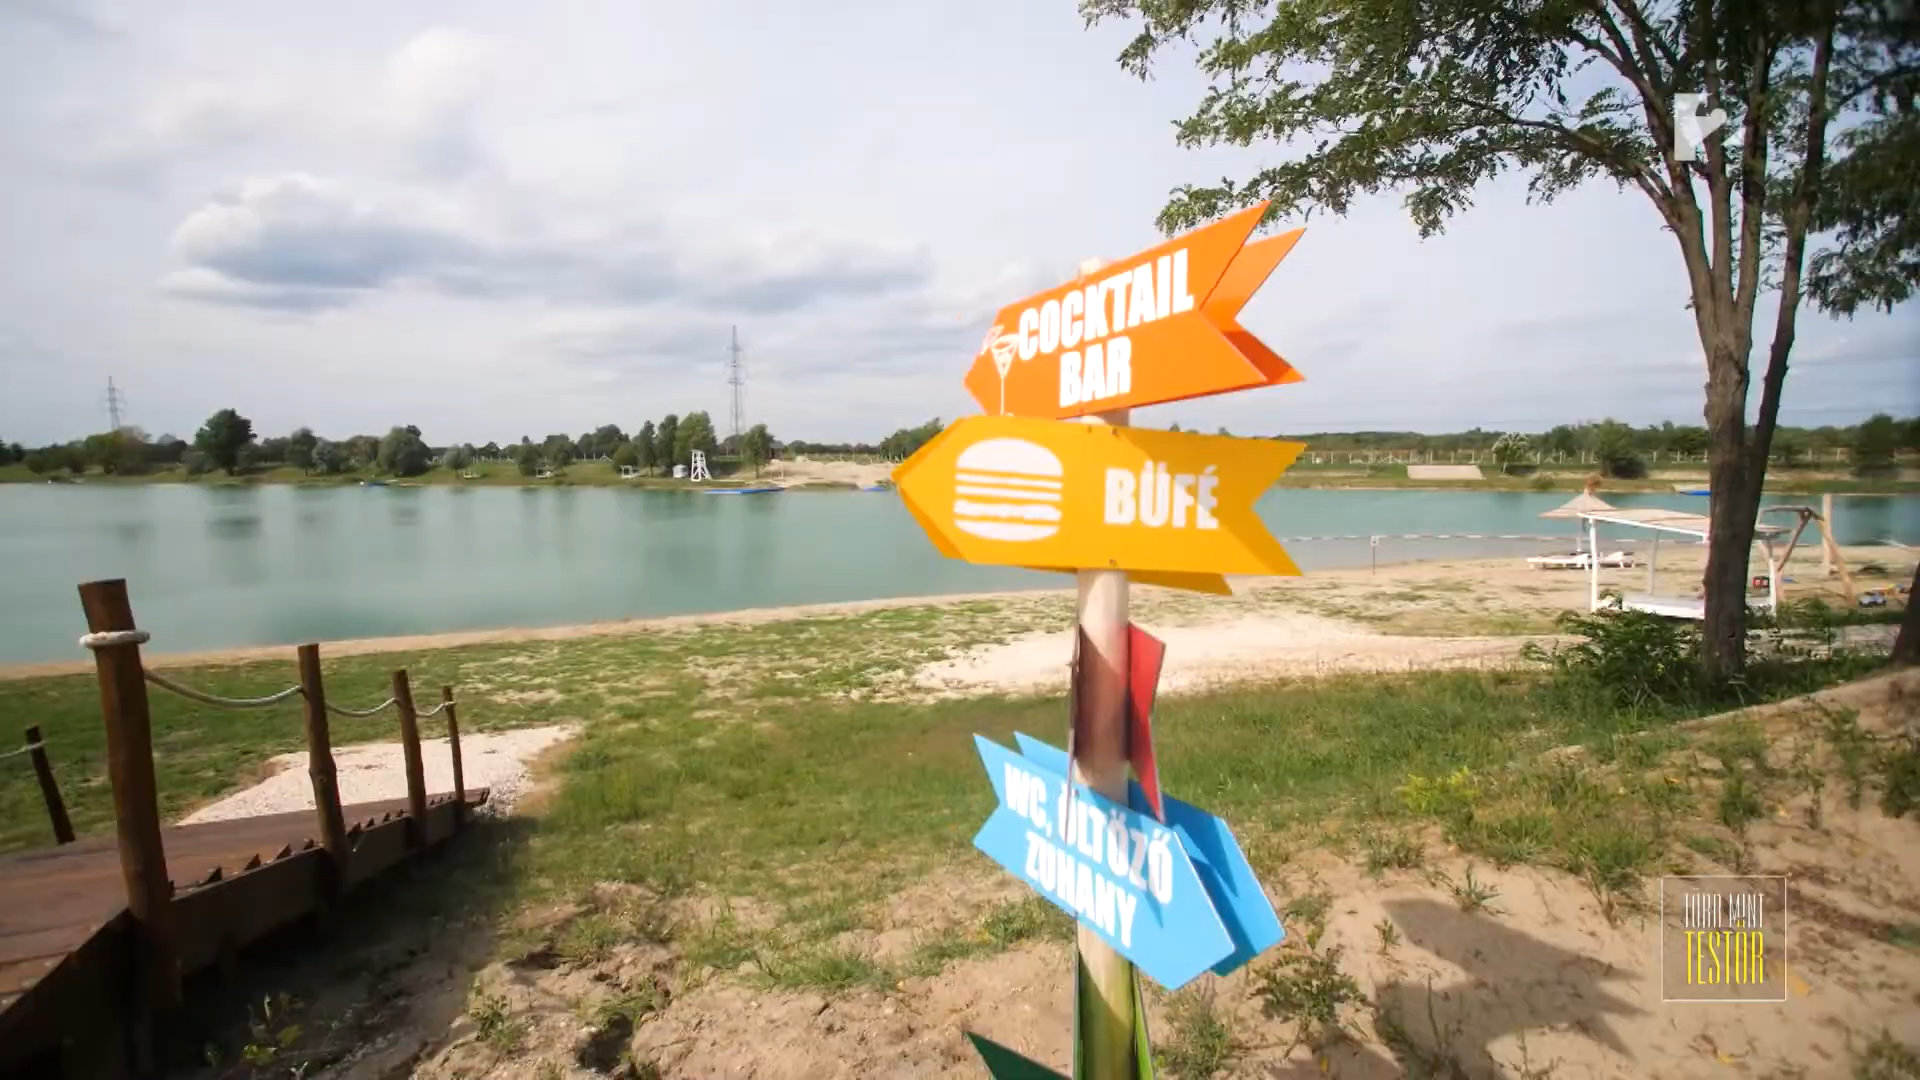 COCKTAIL
BAR
BÜFÉ
WC, ÖLTÖZŐ
ZUHANY
TÖBB MINT
TESTŐR